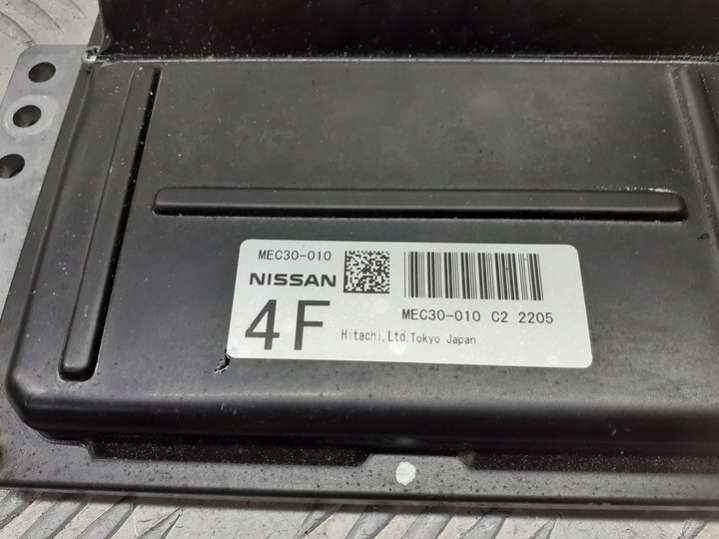 MEC30-010
NISSAN
4F
MEC30-010 C2 2205
Hitachi,Ltd.Tokyo Japan